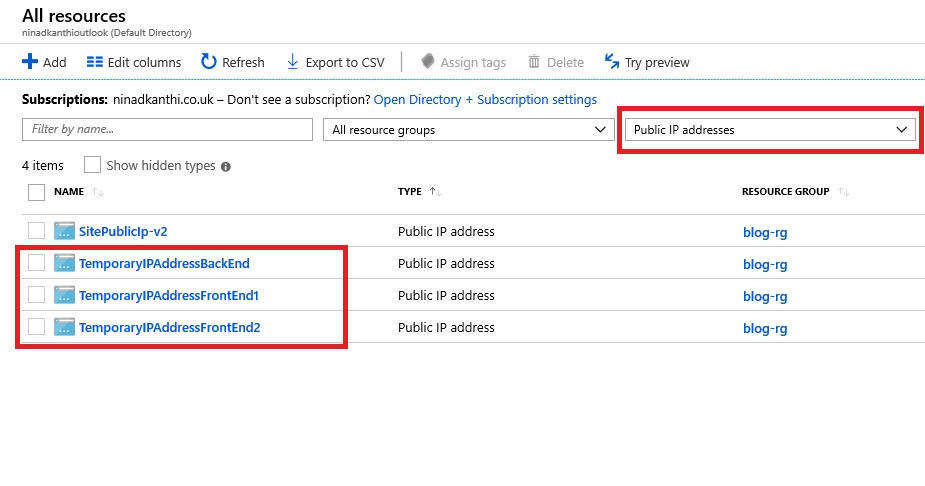 All resources
ninadkanthioutlook (Default Directory)
Add Edit columns Refresh Export to CSV Assign tags Delete Try preview
Subscriptions: ninadkanthi.co.uk – Don't see a subscription? Open Directory + Subscription settings
Filter by name... All resource groups Public IP addresses
4 items Show hidden types
NAME TYPE RESOURCE GROUP
SitePublicIp-v2 Public IP address blog-rg
TemporaryIPAddressBackEnd Public IP address blog-rg
TemporaryIPAddressFrontEnd1 Public IP address blog-rg
TemporaryIPAddressFrontEnd2 Public IP address blog-rg